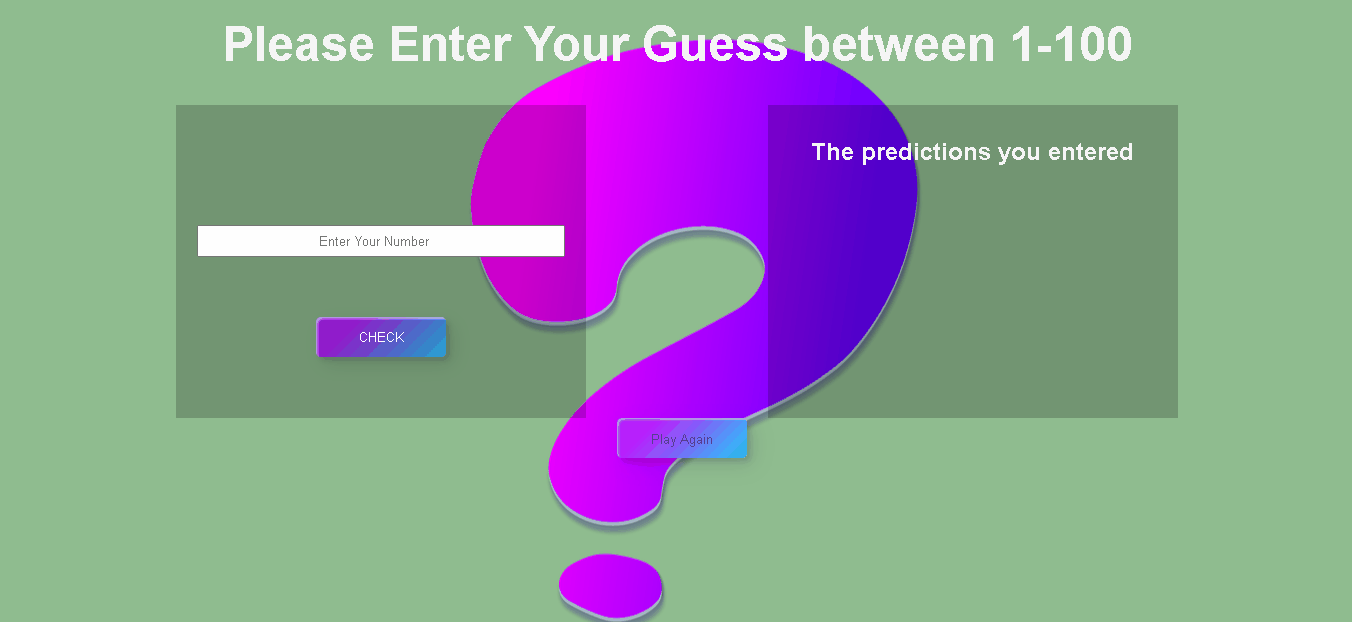 Please Enter Your Guess between 1-100
The predictions you entered
Enter Your Number
CHECK
Play Again